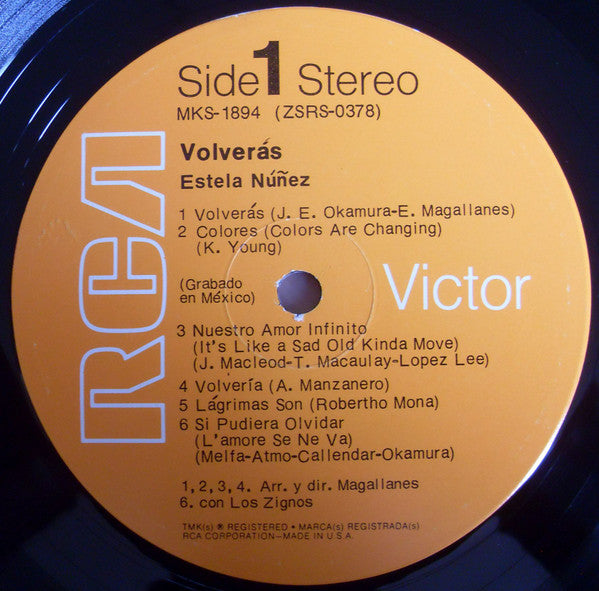 Side 1 Stereo
MKS-1894 (ZSRS-0378)
Volverás
Estela Núñez
1 Volverás (J. E. Okamura-E. Magallanes)
2 Colores (Colors Are Changing)
(K. Young)
(Grabado
en México)
RCA
Victor
3 Nuestro Amor Infinito
(It's Like a Sad Old Kinda Move)
(J. Macleod-T. Macaulay-Lopez Lee)
4 Volvería (A. Manzanero)
5 Lágrimas Son (Robertho Mona)
6 Si Pudiera Olvidar
(L'amore Se Ne Va)
(Melfa-Atmo-Callendar-Okamura)
1, 2, 3, 4. Arr. y dir. Magallanes
6. con Los Zignos
TMK(s) ® REGISTERED • MARCA(s) REGISTRADA(s)
RCA CORPORATION—MADE IN U.S.A.